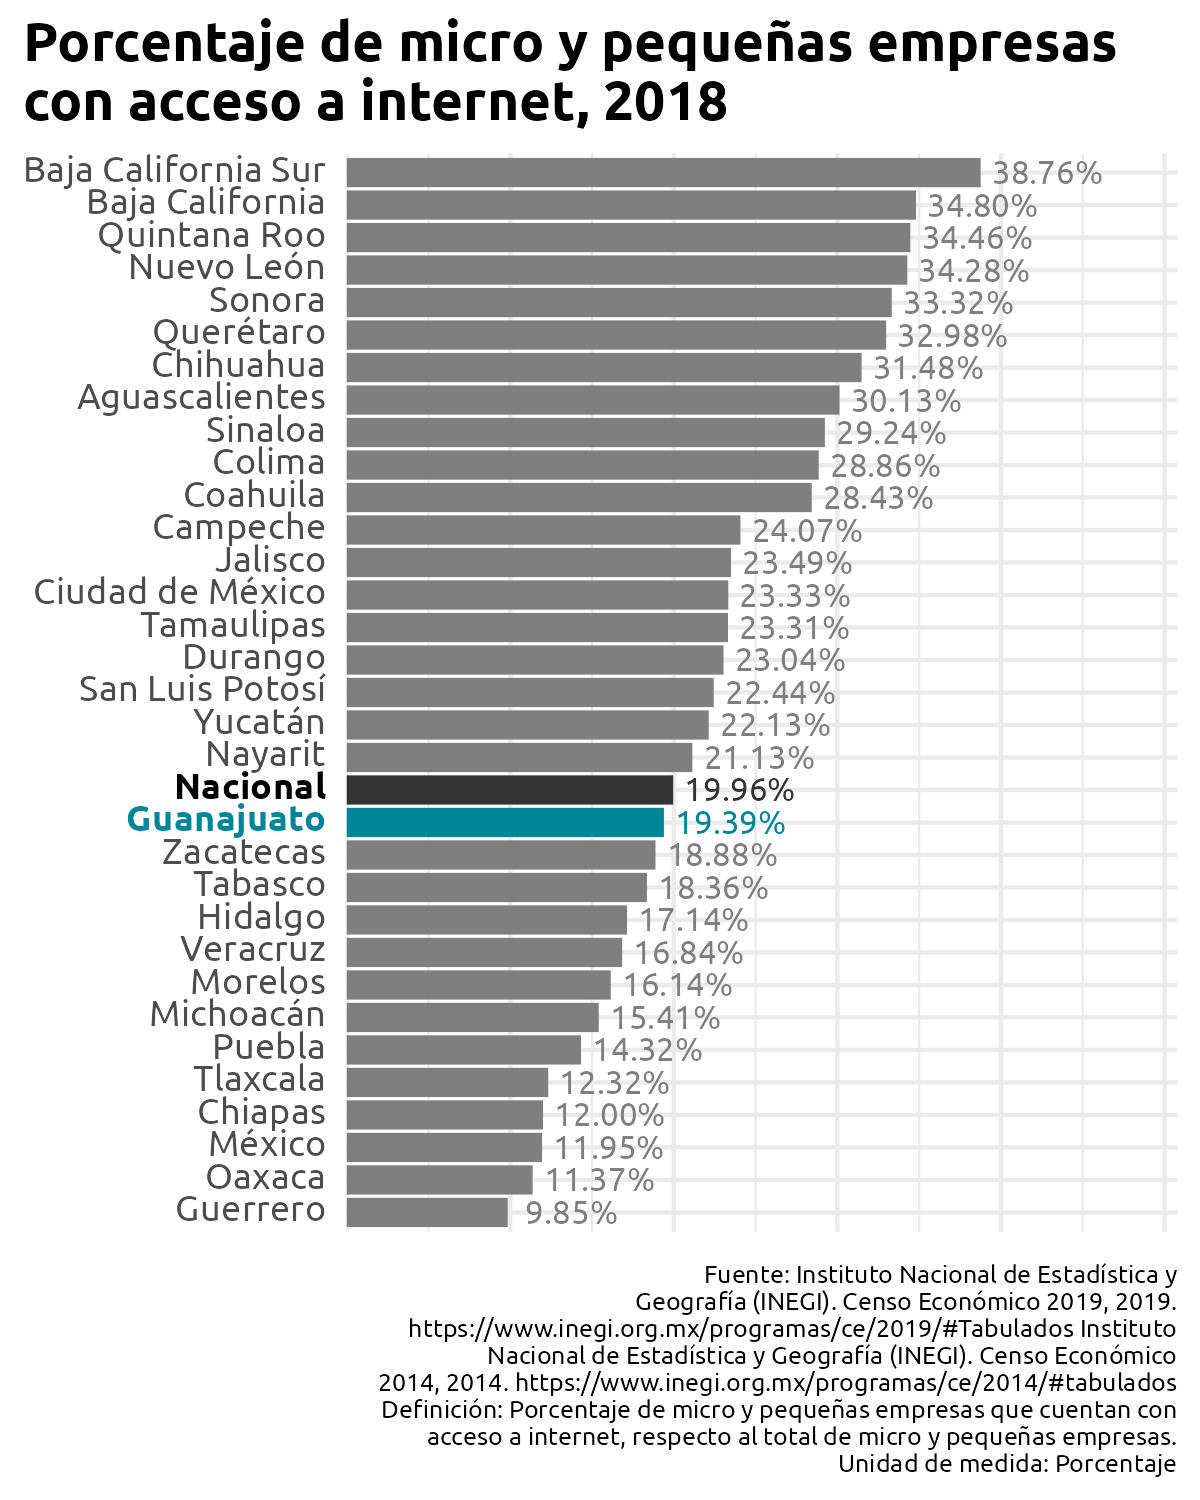 Porcentaje de micro y pequeñas empresas
con acceso a internet, 2018
Baja California Sur 38.76%
Baja California 34.80%
Quintana Roo 34.46%
Nuevo León 34.28%
Sonora 33.32%
Querétaro 32.98%
Chihuahua 31.48%
Aguascalientes 30.13%
Sinaloa 29.24%
Colima 28.86%
Coahuila 28.43%
Campeche 24.07%
Jalisco 23.49%
Ciudad de México 23.33%
Tamaulipas 23.31%
Durango 23.04%
San Luis Potosí 22.44%
Yucatán 22.13%
Nayarit 21.13%
Nacional 19.96%
Guanajuato 19.39%
Zacatecas 18.88%
Tabasco 18.36%
Hidalgo 17.14%
Veracruz 16.84%
Morelos 16.14%
Michoacán 15.41%
Puebla 14.32%
Tlaxcala 12.32%
Chiapas 12.00%
México 11.95%
Oaxaca 11.37%
Guerrero 9.85%
Fuente: Instituto Nacional de Estadística y
Geografía (INEGI). Censo Económico 2019, 2019.
https://www.inegi.org.mx/programas/ce/2019/#Tabulados Instituto
Nacional de Estadística y Geografía (INEGI). Censo Económico
2014, 2014. https://www.inegi.org.mx/programas/ce/2014/#tabulados
Definición: Porcentaje de micro y pequeñas empresas que cuentan con
acceso a internet, respecto al total de micro y pequeñas empresas.
Unidad de medida: Porcentaje